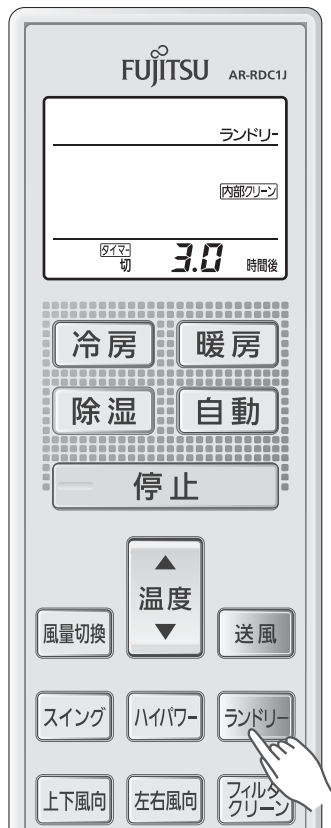 FUJITSU AR-RDC1J
ランドリー
内部クリーン
タイマー
切 3.0 時間後
冷房 暖房
除湿 自動
停止
▲
温度
▼
風量切換 送風
スイング ハイパワー ランドリー
上下風向 左右風向 フィルタ
クリーン